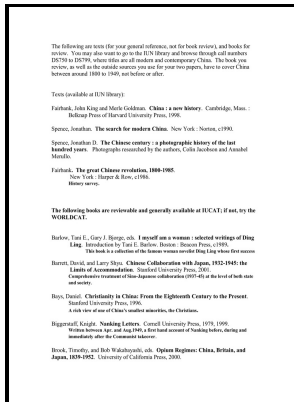 The following are texts (for your general reference, not for book review), and books for
review. You may also want to go to the IUN library and browse through call numbers
DS750 to DS799, where titles are all modern and contemporary China. The book you
review, as well as the outside sources you use for your two papers, have to cover China
between around 1800 to 1949, not before or after.
Texts (available at IUN library):
Fairbank, John King and Merle Goldman. China : a new history. Cambridge, Mass. :
Belknap Press of Harvard University Press, 1998.
Spence, Jonathan. The search for modern China. New York : Norton, c1990.
Spence, Jonathan D. The Chinese century : a photographic history of the last
hundred years. Photographs researched by the authors, Colin Jacobson and Annabel
Merullo.
Fairbank. The great Chinese revolution, 1800-1985.
New York : Harper & Row, c1986.
History survey.
The following books are reviewable and generally available at IUCAT; if not, try the
WORLDCAT.
Barlow, Tani E., Gary J. Bjorge, eds. I myself am a woman : selected writings of Ding
Ling. Introduction by Tani E. Barlow. Boston : Beacon Press, c1989.
This book is a collection of the famous woman novelist Ding Ling whose first success
Barrett, David, and Larry Shyu. Chinese Collaboration with Japan, 1932-1945: the
Limits of Accommodation. Stanford University Press, 2001.
Comprehensive treatment of Sino-Japanese collaboration (1937-45) at the level of both state
and society.
Bays, Daniel. Christianity in China: From the Eighteenth Century to the Present.
Stanford University Press, 1996.
A rich view of one of China's smallest minorities, the Christians.
Biggerstaff, Knight. Nanking Letters. Cornell University Press, 1979, 1999.
Written between Apr. and Aug.1949, a first hand account of Nanking before, during and
immediately after the Communist takeover.
Brook, Timothy, and Bob Wakabayashi, eds. Opium Regimes: China, Britain, and
Japan, 1839-1952. University of California Press, 2000.